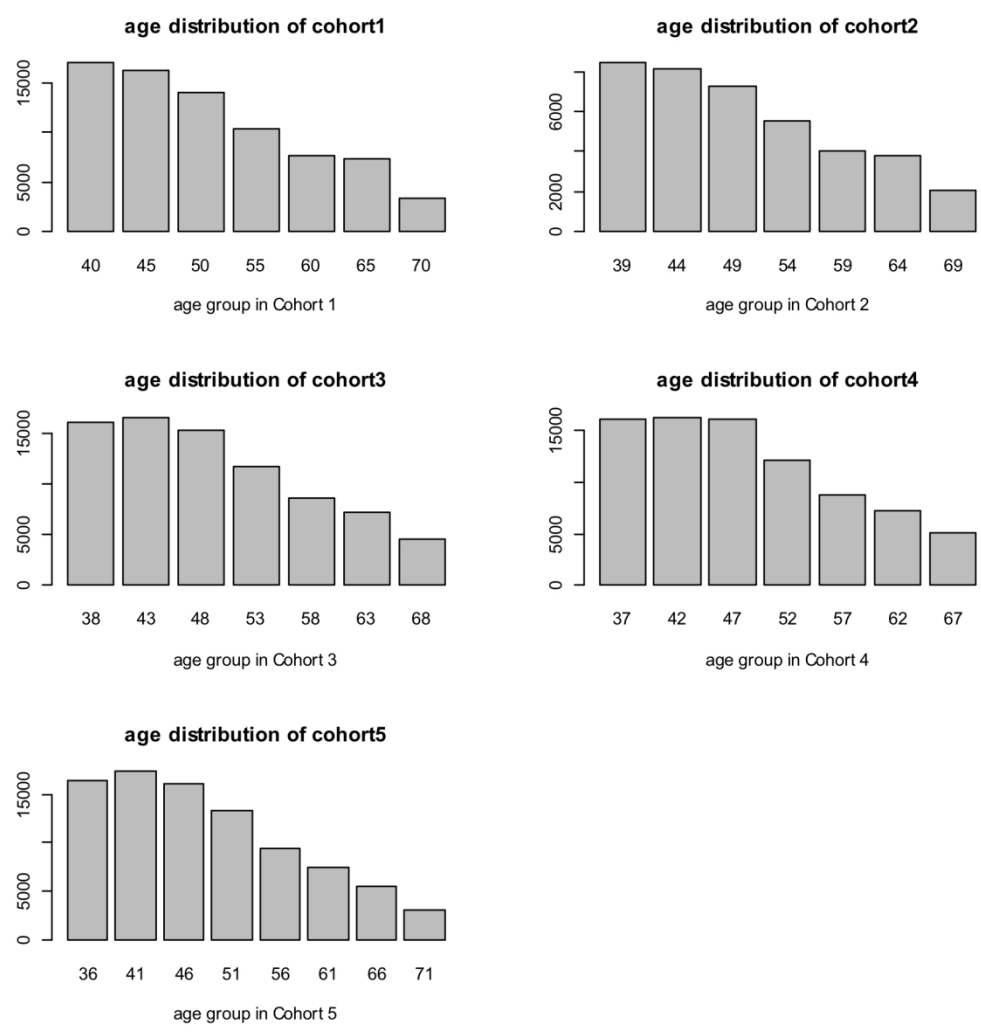 age distribution of cohort1
15000
5000
0
40 45 50 55 60 65 70
age group in Cohort 1
age distribution of cohort2
6000
2000
0
39 44 49 54 59 64 69
age group in Cohort 2
age distribution of cohort3
15000
5000
0
38 43 48 53 58 63 68
age group in Cohort 3
age distribution of cohort4
15000
5000
0
37 42 47 52 57 62 67
age group in Cohort 4
age distribution of cohort5
15000
5000
0
36 41 46 51 56 61 66 71
age group in Cohort 5